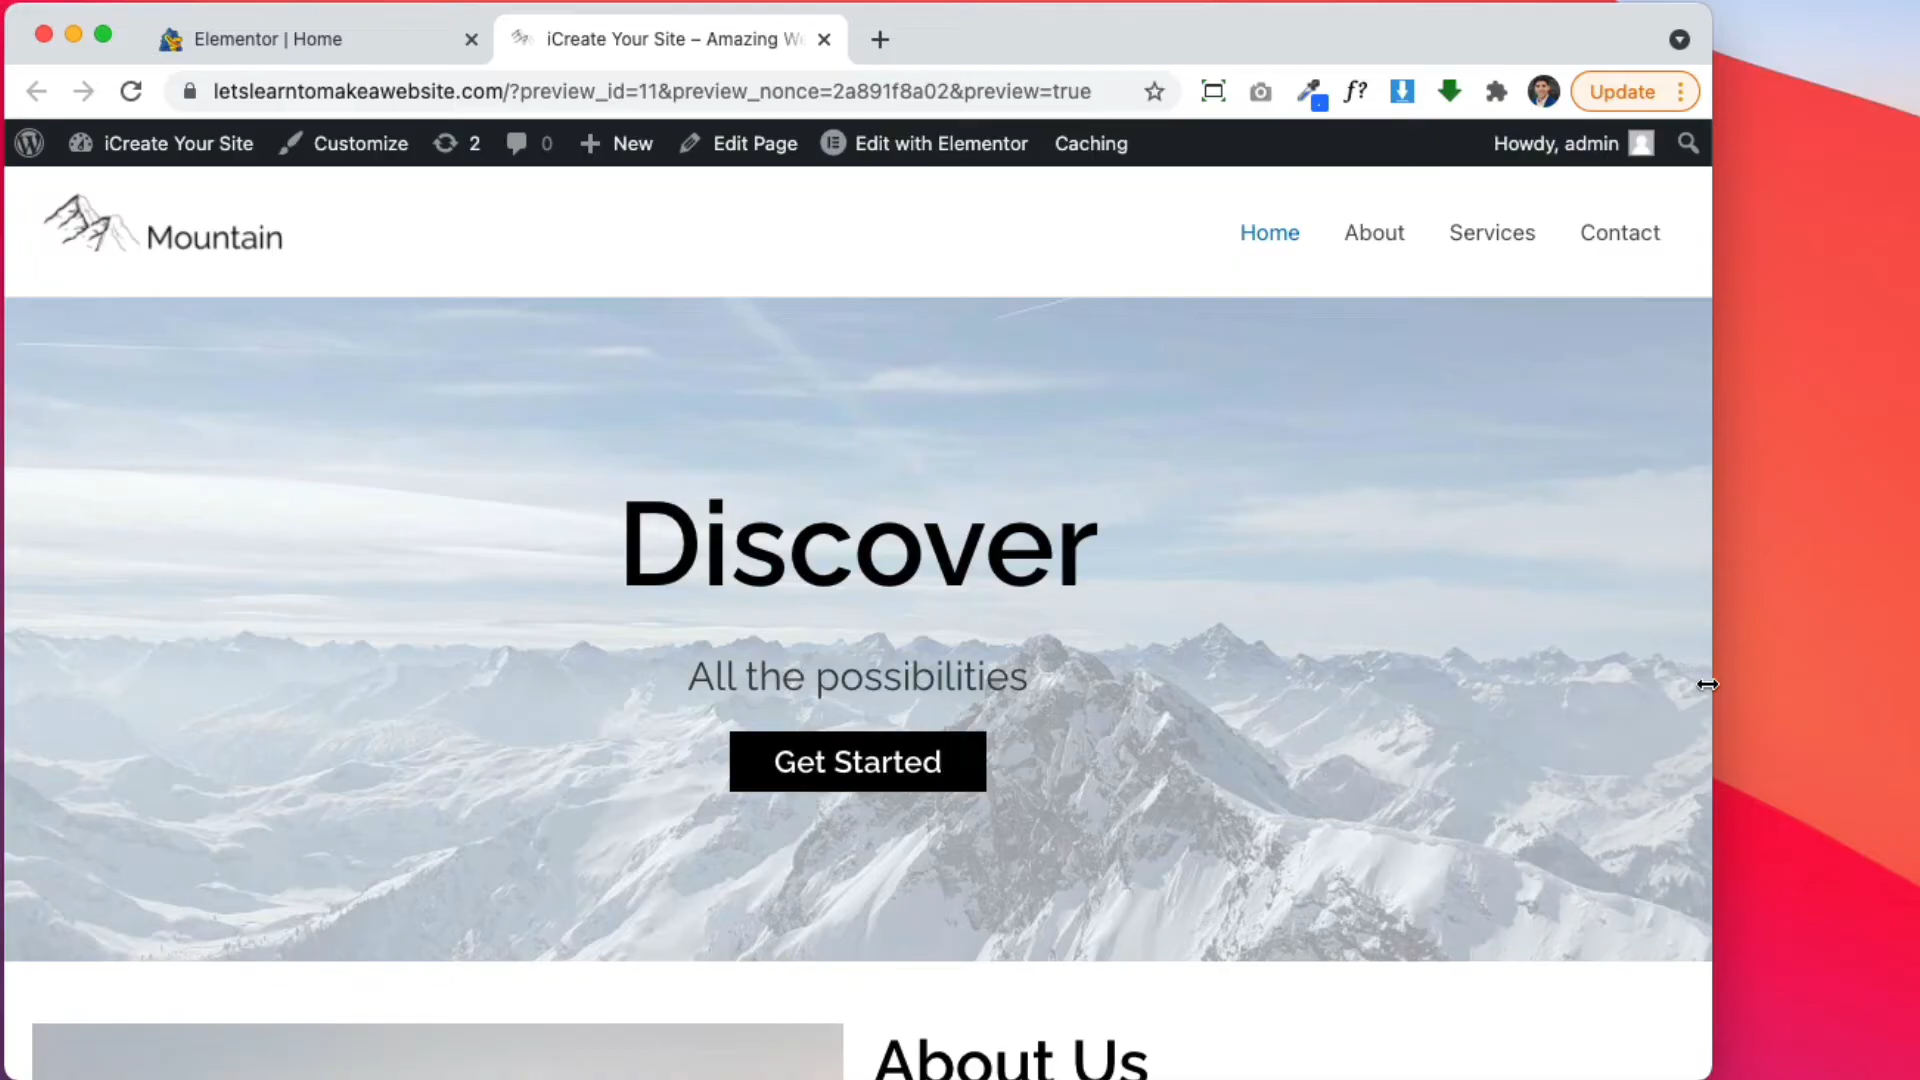 Elementor | Home
iCreate Your Site – Amazing We
letslearntomakeawebsite.com/?preview_id=11&preview_nonce=2a891f8a02&preview=true
f?
Update
iCreate Your Site
Customize
2
0
New
Edit Page
Edit with Elementor
Caching
Howdy, admin
Mountain
Home
About
Services
Contact
Discover
All the possibilities
Get Started
About Us